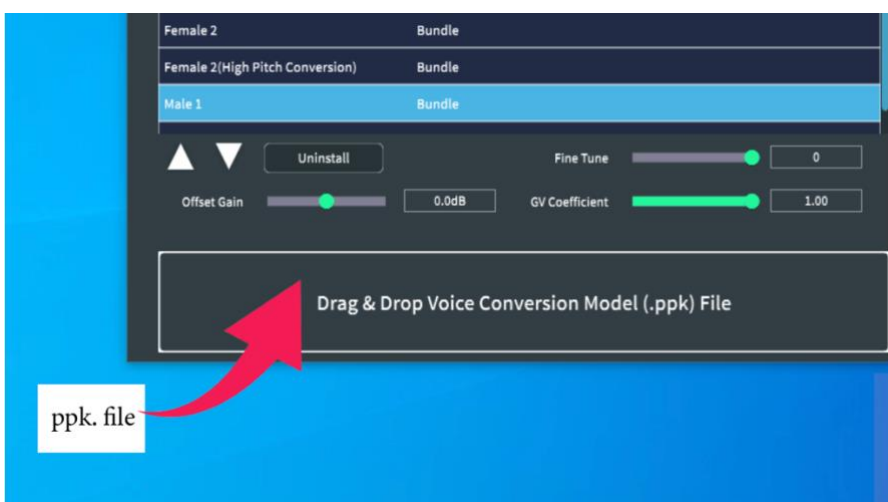 Female 2 Bundle
Female 2(High Pitch Conversion) Bundle
Male 1 Bundle
Uninstall Fine Tune 0
Offset Gain 0.0dB GV Coefficient 1.00
Drag & Drop Voice Conversion Model (.ppk) File
ppk. file